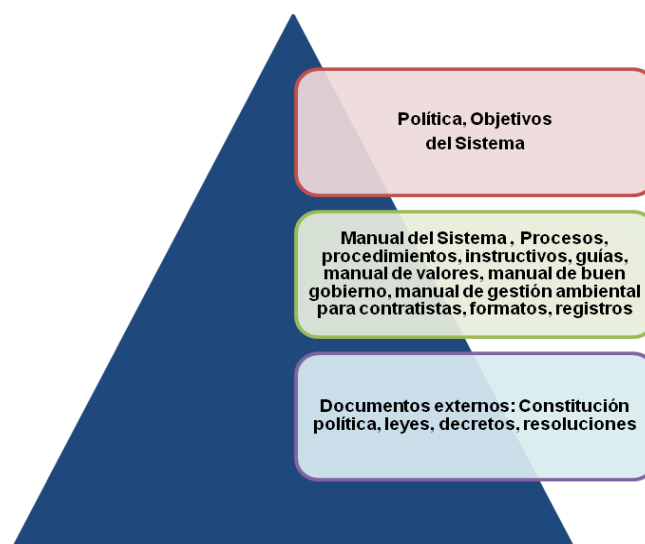 Política, Objetivos
del Sistema
Manual del Sistema , Procesos,
procedimientos, instructivos, guías,
manual de valores, manual de buen
gobierno, manual de gestión ambiental
para contratistas, formatos, registros
Documentos externos: Constitución
política, leyes, decretos, resoluciones